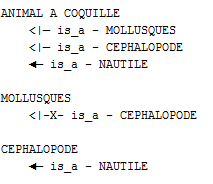 ANIMAL A COQUILLE
<|— is_a - MOLLUSQUES
<|— is_a - CEPHALOPODE
◄— is_a - NAUTILE
MOLLUSQUES
<|-X- is_a - CEPHALOPODE
CEPHALOPODE
◄— is_a - NAUTILE